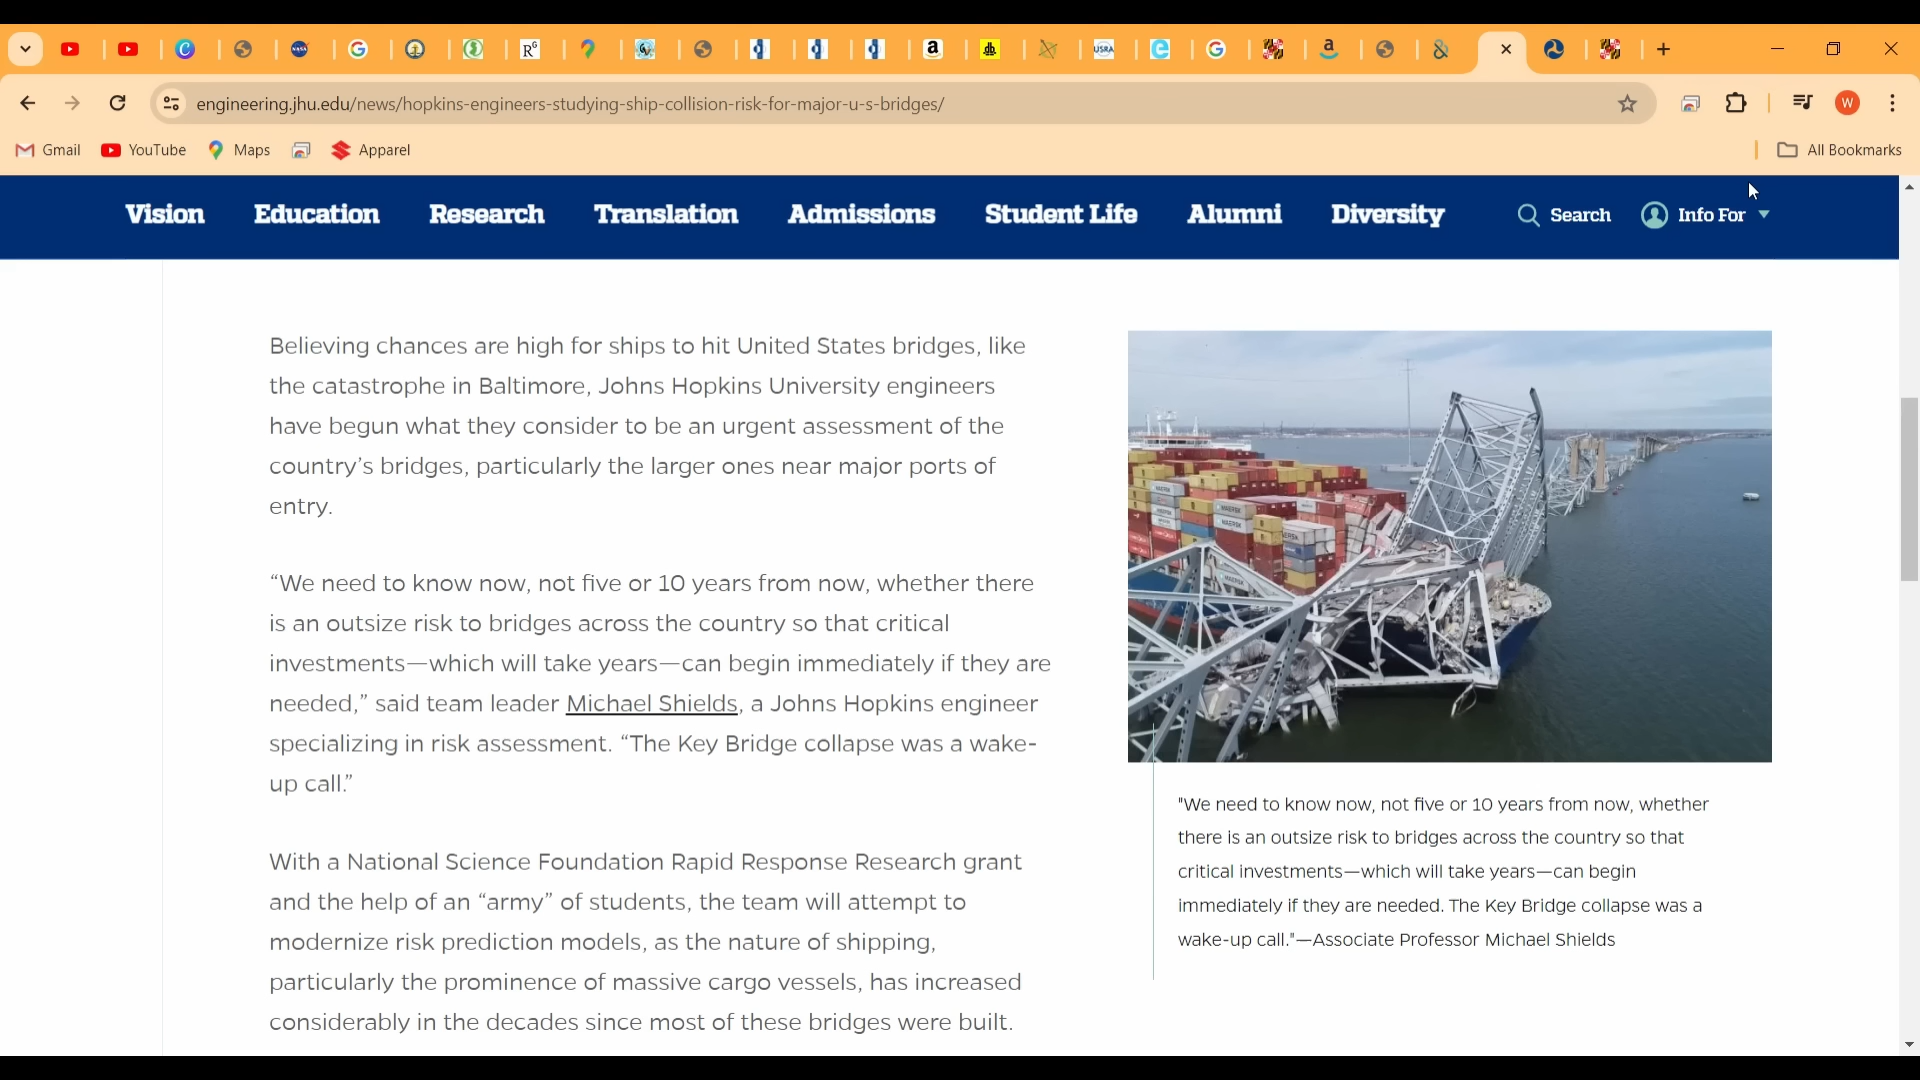 engineering.jhu.edu/news/hopkins-engineers-studying-ship-collision-risk-for-major-u-s-bridges/
W
Gmail YouTube Maps Apparel All Bookmarks
Vision Education Research Translation Admissions Student Life Alumni Diversity Search Info For
Believing chances are high for ships to hit United States bridges, like
the catastrophe in Baltimore, Johns Hopkins University engineers
have begun what they consider to be an urgent assessment of the
country’s bridges, particularly the larger ones near major ports of
entry.
“We need to know now, not five or 10 years from now, whether there
is an outsize risk to bridges across the country so that critical
investments—which will take years—can begin immediately if they are
needed,” said team leader Michael Shields, a Johns Hopkins engineer
specializing in risk assessment. “The Key Bridge collapse was a wake-
up call.”
With a National Science Foundation Rapid Response Research grant
and the help of an “army” of students, the team will attempt to
modernize risk prediction models, as the nature of shipping,
particularly the prominence of massive cargo vessels, has increased
considerably in the decades since most of these bridges were built.
"We need to know now, not five or 10 years from now, whether
there is an outsize risk to bridges across the country so that
critical investments—which will take years—can begin
immediately if they are needed. The Key Bridge collapse was a
wake-up call."—Associate Professor Michael Shields